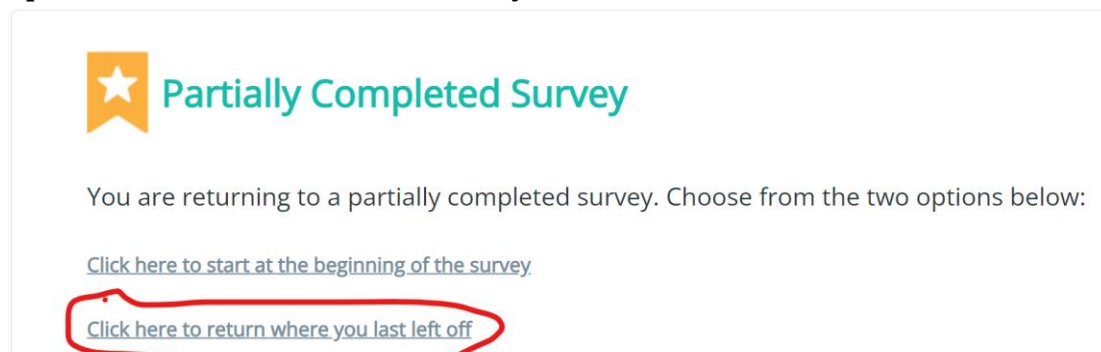 Partially Completed Survey
You are returning to a partially completed survey. Choose from the two options below:
Click here to start at the beginning of the survey
Click here to return where you last left off